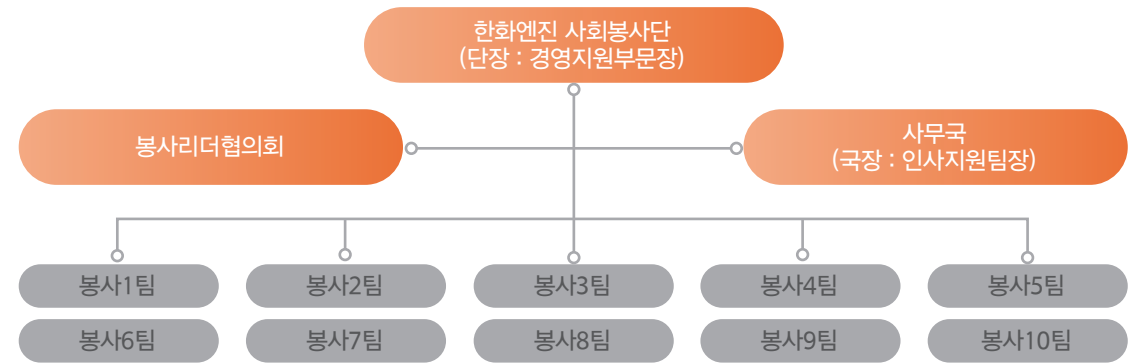 한화엔진 사회봉사단
(단장 : 경영지원부문장)
봉사리더협의회
사무국
(국장 : 인사지원팀장)
봉사1팀
봉사2팀
봉사3팀
봉사4팀
봉사5팀
봉사6팀
봉사7팀
봉사8팀
봉사9팀
봉사10팀